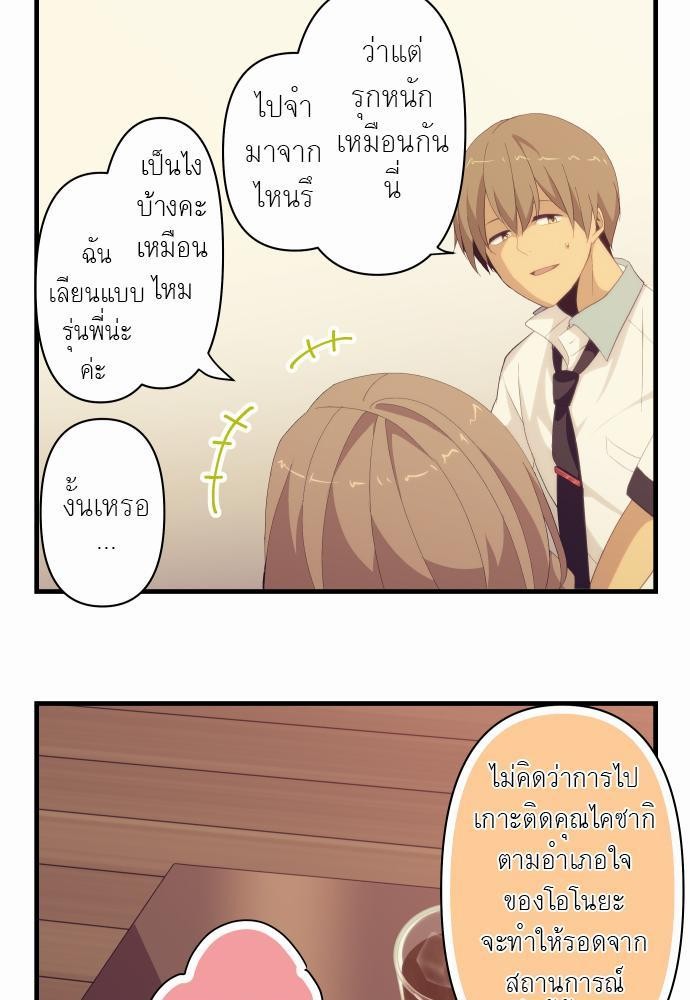 ว่าแต่
รุกหนัก
เหมือนกัน
นี่
ไปจำ
มาจาก
ไหนรึ
เป็นไง
บ้างคะ
เหมือน
ไหม
ฉัน
เลียนแบบ
รุ่นพี่น่ะ
ค่ะ
งั้นเหรอ
...
ไม่คิดว่าการไป
เกาะติดคุณไคซากิ
ตามอำเภอใจ
ของโอโนยะ
จะทำให้รอดจาก
สถานการณ์